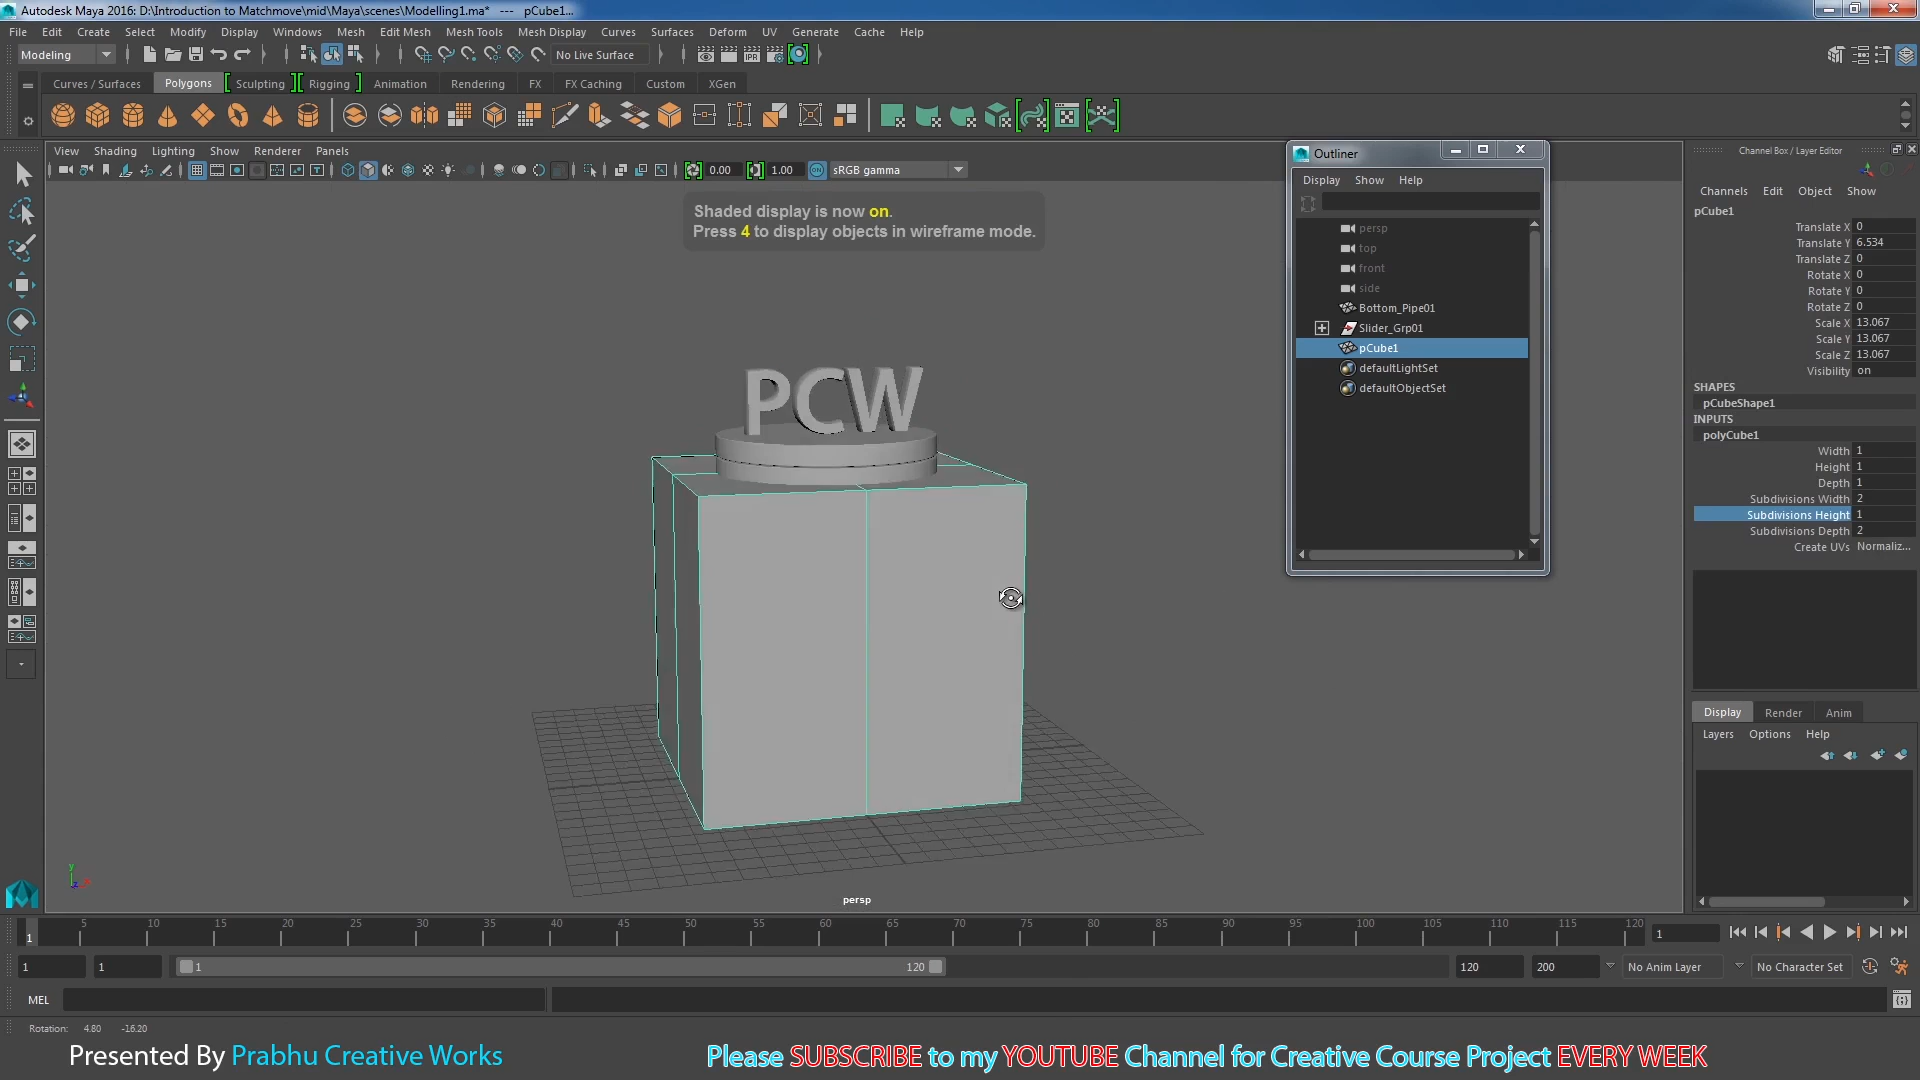 Autodesk Maya 2016: D:\Introduction to Matchmove\mid\Maya\scenes\Modelling1.ma* --- pCube1...
File Edit Create Select Modify Display Windows Mesh Edit Mesh Mesh Tools Mesh Display Curves Surfaces Deform UV Generate Cache Help
Modeling No Live Surface IPR
Curves / Surfaces Polygons Sculpting Rigging Animation Rendering FX FX Caching Custom XGen
View Shading Lighting Show Renderer Panels
0.00 1.00 ON sRGB gamma
Shaded display is now on.
Press 4 to display objects in wireframe mode.
PCW
persp
Outliner
Display Show Help
persp
top
front
side
Bottom_Pipe01
Slider_Grp01
pCube1
defaultLightSet
defaultObjectSet
Channel Box / Layer Editor
Channels Edit Object Show
pCube1
Translate X 0
Translate Y 6.534
Translate Z 0
Rotate X 0
Rotate Y 0
Rotate Z 0
Scale X 13.067
Scale Y 13.067
Scale Z 13.067
Visibility on
SHAPES
pCubeShape1
INPUTS
polyCube1
Width 1
Height 1
Depth 1
Subdivisions Width 2
Subdivisions Height 1
Subdivisions Depth 2
Create UVs Normaliz...
Display Render Anim
Layers Options Help
1 5 10 15 20 25 30 35 40 45 50 55 60 65 70 75 80 85 90 95 100 105 110 115 120 1
1 1 1 120 120 200 No Anim Layer No Character Set
MEL
Rotation: 4.80 -16.20
Presented By Prabhu Creative Works
Please SUBSCRIBE to my YOUTUBE Channel for Creative Course Project EVERY WEEK